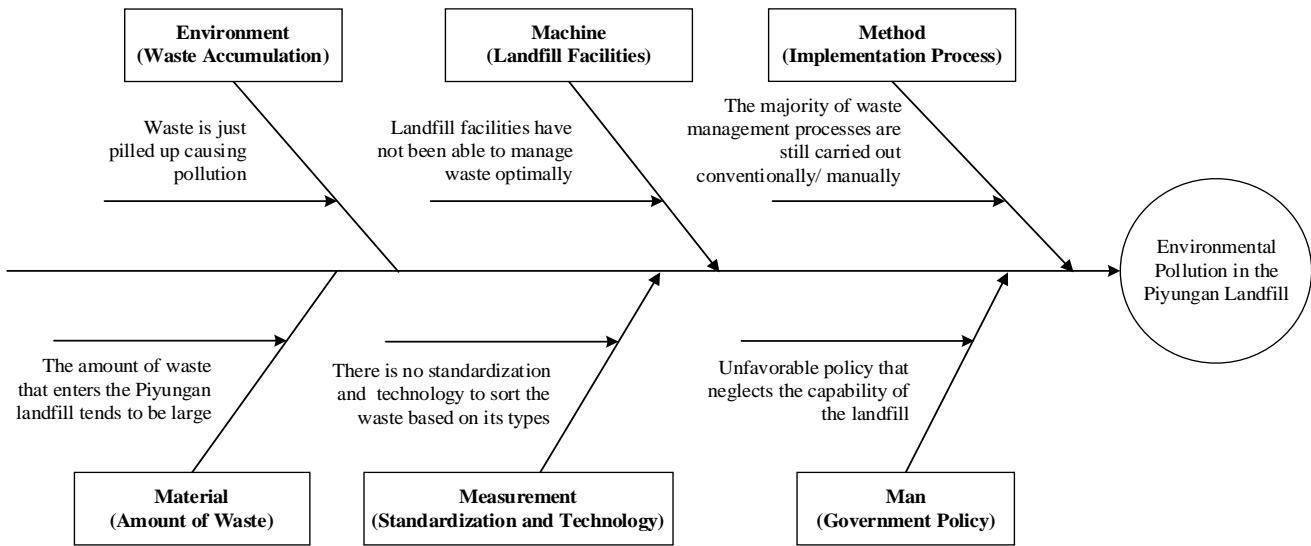 Environment
(Waste Accumulation)
Machine
(Landfill Facilities)
Method
(Implementation Process)
Waste is just
pilled up causing
pollution
Landfill facilities have
not been able to manage
waste optimally
The majority of waste
management processes are
still carried out
conventionally/ manually
Environmental
Pollution in the
Piyungan Landfill
The amount of waste
that enters the Piyungan
landfill tends to be large
There is no standardization
and technology to sort the
waste based on its types
Unfavorable policy that
neglects the capability of
the landfill
Material
(Amount of Waste)
Measurement
(Standardization and Technology)
Man
(Government Policy)